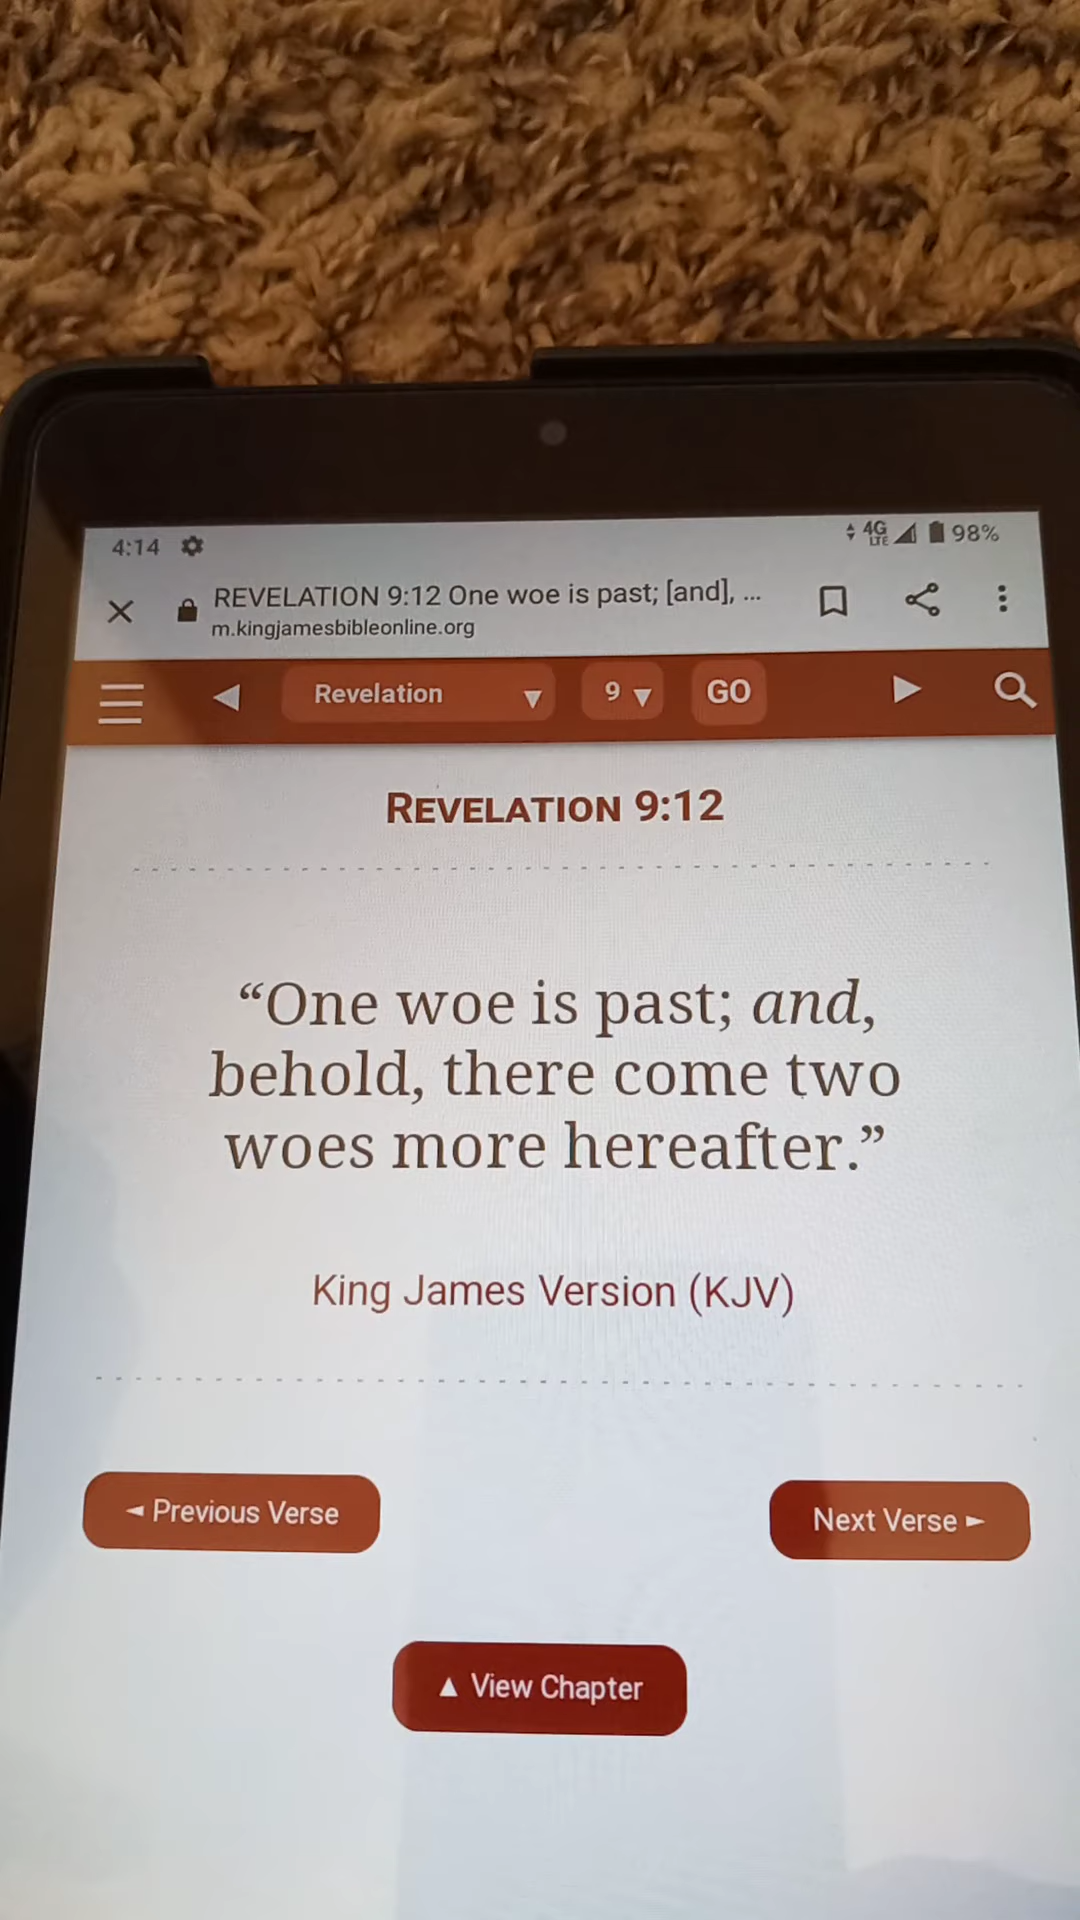 4:14 4G LTE 98%
REVELATION 9:12 One woe is past; [and], ...
m.kingjamesbibleonline.org
Revelation 9 GO
REVELATION 9:12
“One woe is past; and,
behold, there come two
woes more hereafter.”
King James Version (KJV)
◄ Previous Verse Next Verse ►
▲ View Chapter